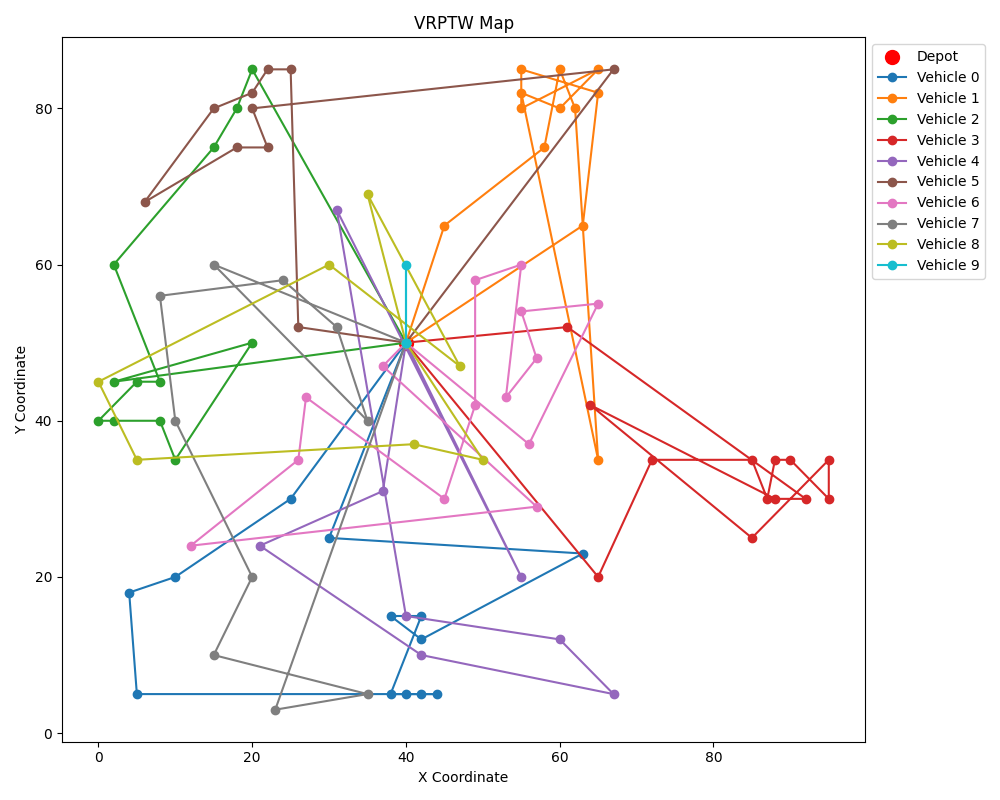 VRPTW Map
Depot
Vehicle 0
Vehicle 1
Vehicle 2
Vehicle 3
Vehicle 4
Vehicle 5
Vehicle 6
Vehicle 7
Vehicle 8
Vehicle 9
Y Coordinate
80
60
40
20
0
0 20 40 60 80
X Coordinate